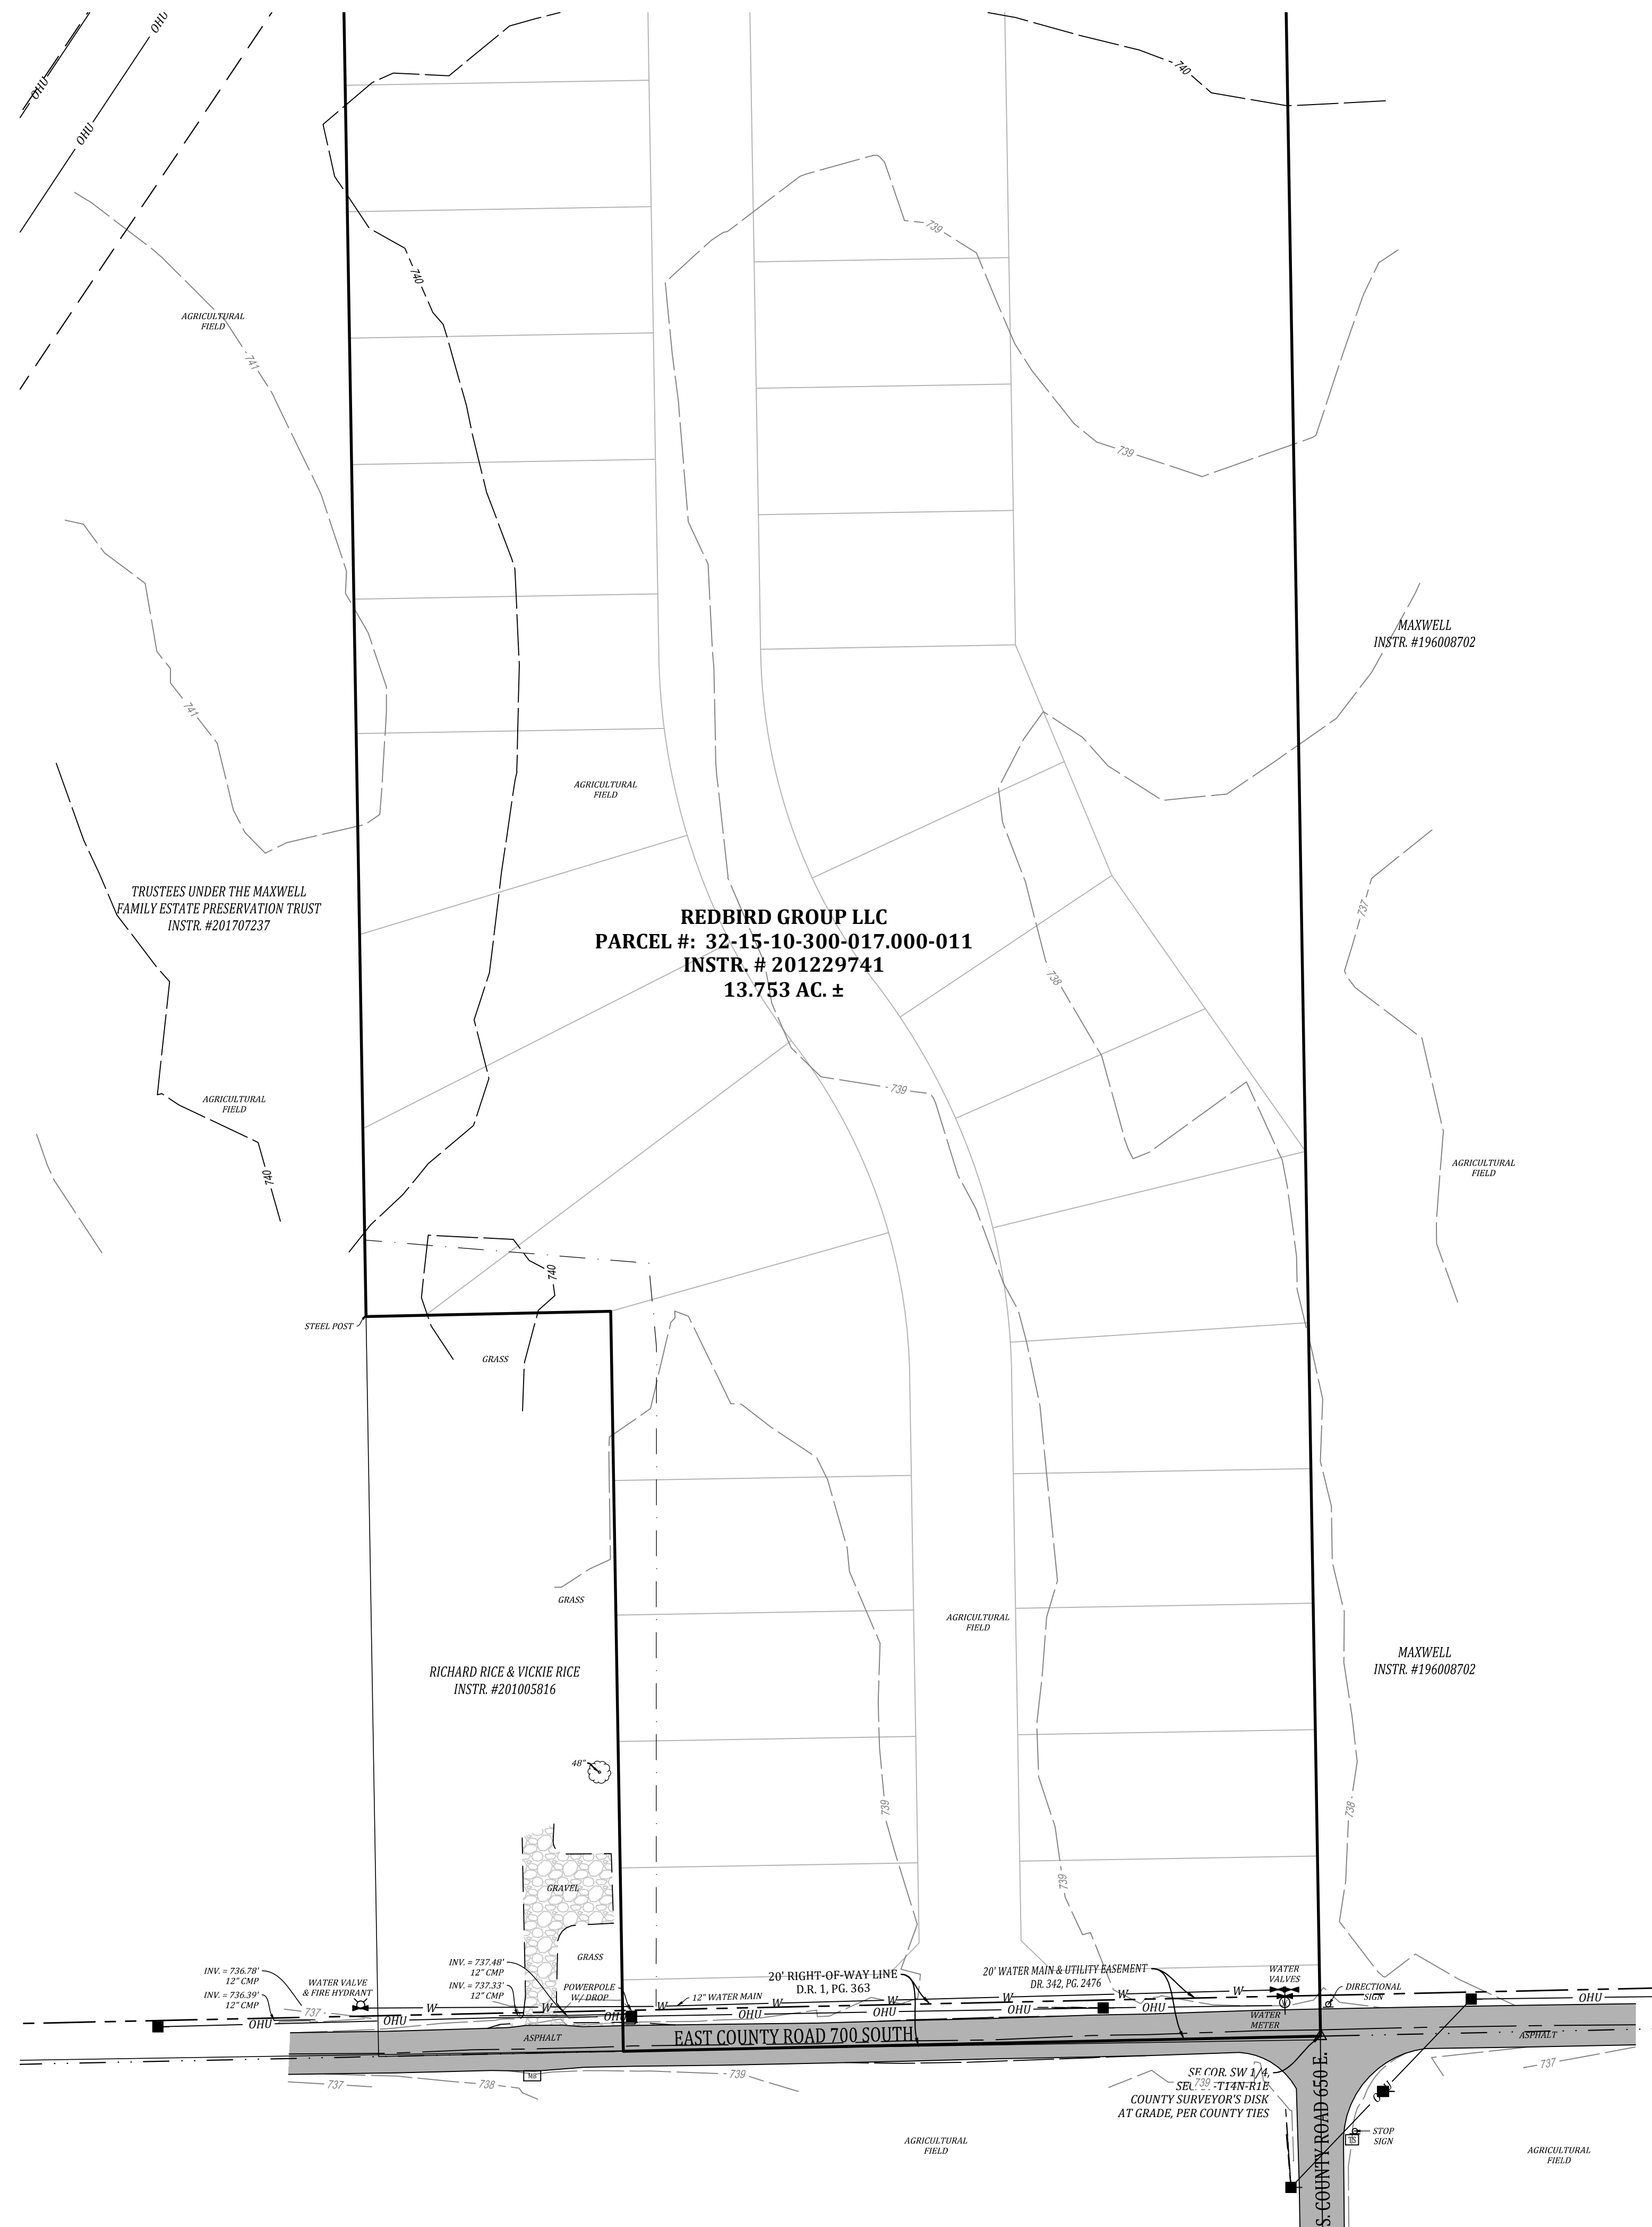 OHU
OHU
OHU
740
739
740
AGRICULTURAL
FIELD
741
739
MAXWELL
INSTR. #196008702
741
AGRICULTURAL
FIELD
TRUSTEES UNDER THE MAXWELL
FAMILY ESTATE PRESERVATION TRUST
INSTR. #201707237
REDBIRD GROUP LLC
PARCEL #: 32-15-10-300-017.000-011
INSTR. # 201229741
13.753 AC. ±
737
738
739
AGRICULTURAL
FIELD
740
AGRICULTURAL
FIELD
740
STEEL POST
GRASS
GRASS
AGRICULTURAL
FIELD
RICHARD RICE & VICKIE RICE
INSTR. #201005816
MAXWELL
INSTR. #196008702
48"
739
738
739
GRAVEL
GRASS
INV. = 736.78'
12" CMP
INV. = 736.39'
12" CMP
WATER VALVE
& FIRE HYDRANT
737
INV. = 737.48'
12" CMP
INV. = 737.33'
12" CMP
POWERPOLE
W/ DROP
12" WATER MAIN
20' RIGHT-OF-WAY LINE
D.R. 1, PG. 363
20' WATER MAIN & UTILITY EASEMENT
DR. 342, PG. 2476
WATER
VALVES
DIRECTIONAL
SIGN
WATER
METER
W W W W W W W W
OHU OHU OHU OHU OHU OHU OHU OHU
ASPHALT
EAST COUNTY ROAD 700 SOUTH
ASPHALT
MB
737
738
739
739
737
SE COR. SW 1/4,
-T14N-R1E
COUNTY SURVEYOR'S DISK
AT GRADE, PER COUNTY TIES
S. COUNTY ROAD 650 E.
STOP
SIGN
AGRICULTURAL
FIELD
AGRICULTURAL
FIELD